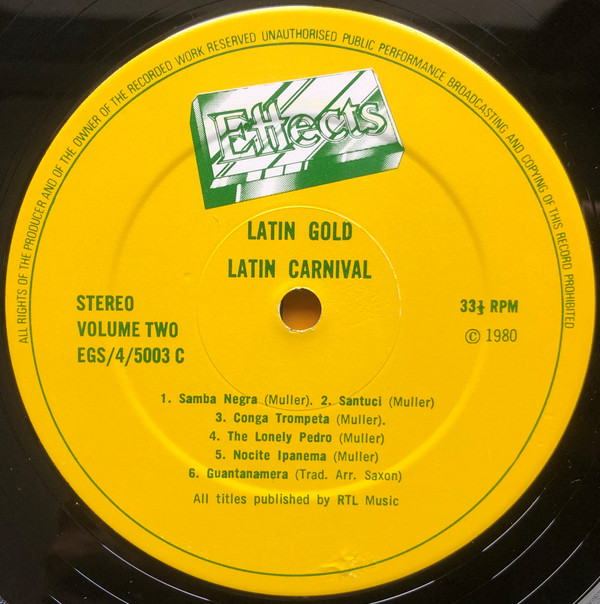 ALL RIGHTS OF THE PRODUCER AND OF THE OWNER OF THE RECORDED WORK RESERVED UNAUTHORISED PUBLIC PERFORMANCE BROADCASTING AND COPYING OF THIS RECORD PROHIBITED
Effects
LATIN GOLD
LATIN CARNIVAL
STEREO
VOLUME TWO
EGS/4/5003 C
33⅓ RPM
© 1980
1. Samba Negra (Muller). 2. Santuci (Muller)
3. Conga Trompeta (Muller).
4. The Lonely Pedro (Muller)
5. Nocite Ipanema (Muller)
6. Guantanamera (Trad. Arr. Saxon)
All titles published by RTL Music